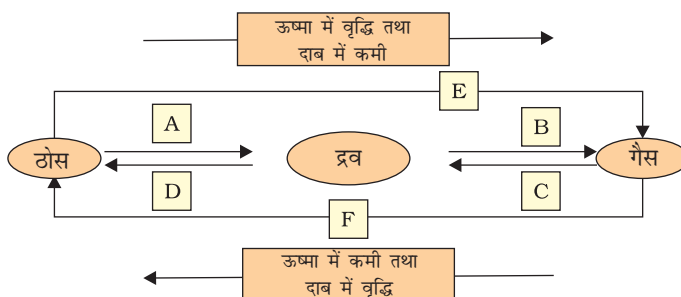 ऊष्मा में वृद्धि तथा
दाब में कमी
E
A
B
ठोस
द्रव
गैस
D
C
F
ऊष्मा में कमी तथा
दाब में वृद्धि